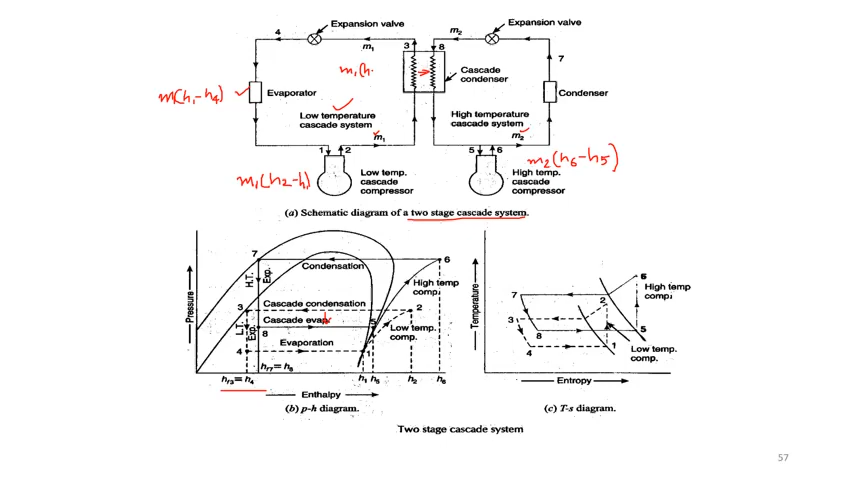 Expansion valve
Expansion valve
4
m₁
3
8
m₂
7
m₁(h
Cascade
condenser
m(h₁-h₄)
Evaporator
Condenser
Low temperature
cascade system
High temperature
cascade system
m₁
m₂
1
2
5
6
m₂(h₆-h₅)
m₁(h₂-h)
Low temp.
cascade
compressor
High temp.
cascade
compressor
(a) Schematic diagram of a two stage cascade system.
Pressure
7
Condensation
6
H.T.
Exp.
High temp
comp.
3
Cascade condensation
2
L.T.
Exp.
Cascade evap.
5
8
Low temp.
comp.
Evaporation
4
1
hf7= h8
hf3= h4
h1
h5
h2
h6
Enthalpy
(b) p-h diagram.
Temperature
6
High temp
comp.
7
2
3
5
8
4
1
Low temp.
comp.
Entropy
(c) T-s diagram.
Two stage cascade system
57